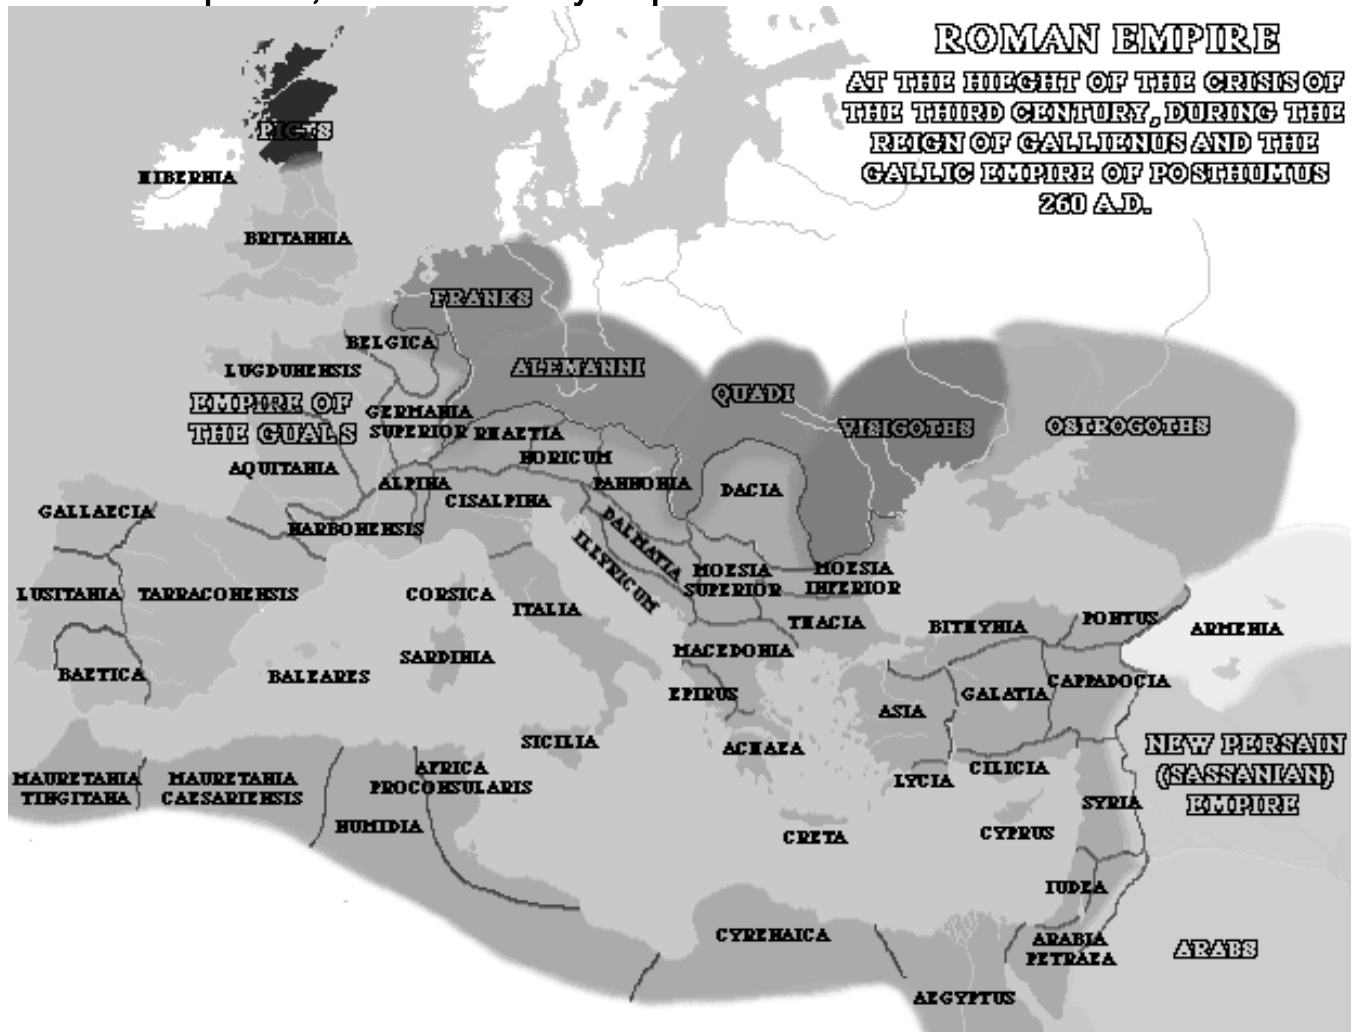 ROMAN EMPIRE
AT THE HIEGHT OF THE CRISIS OF
THE THIRD CENTURY, DURING THE
REIGN OF GALLIENUS AND THE
GALLIC EMPIRE OF POSTHUMUS
260 A.D.
PICTS
HIBERNIA
BRITANNIA
FRANKS
BELGICA
LUGDUNENSIS
ALEMANNI
QUADI
EMPIRE OF
THE GUALS
GERMANIA
SUPERIOR
RHAETIA
VISIGOTHS
OSTROGOTHS
NORICUM
AQUITANIA
ALPINA
CISALPINA
PANNONIA
DACIA
GALLAECIA
NARBONENSIS
DALMATIA
ILLYRICUM
MOESIA
SUPERIOR
MOESIA
INFERIOR
LUSITANIA
TARRACONENSIS
CORSICA
ITALIA
THACIA
BITHYNIA
PONTUS
ARMENIA
BAETICA
BALEARES
SARDINIA
MACEDONIA
EPIRUS
ASIA
GALATIA
CAPPADOCIA
SICILIA
ACHAEA
NEW PERSAIN
(SASSANIAN)
EMPIRE
MAURETANIA
TINGITANA
MAURETANIA
CAESARIENSIS
AFRICA
PROCONSULARIS
LYCIA
CILICIA
SYRIA
NUMIDIA
CRETA
CYPRUS
IUDEA
CYRENAICA
ARABIA
PETRAEA
ARABS
AEGYPTUS